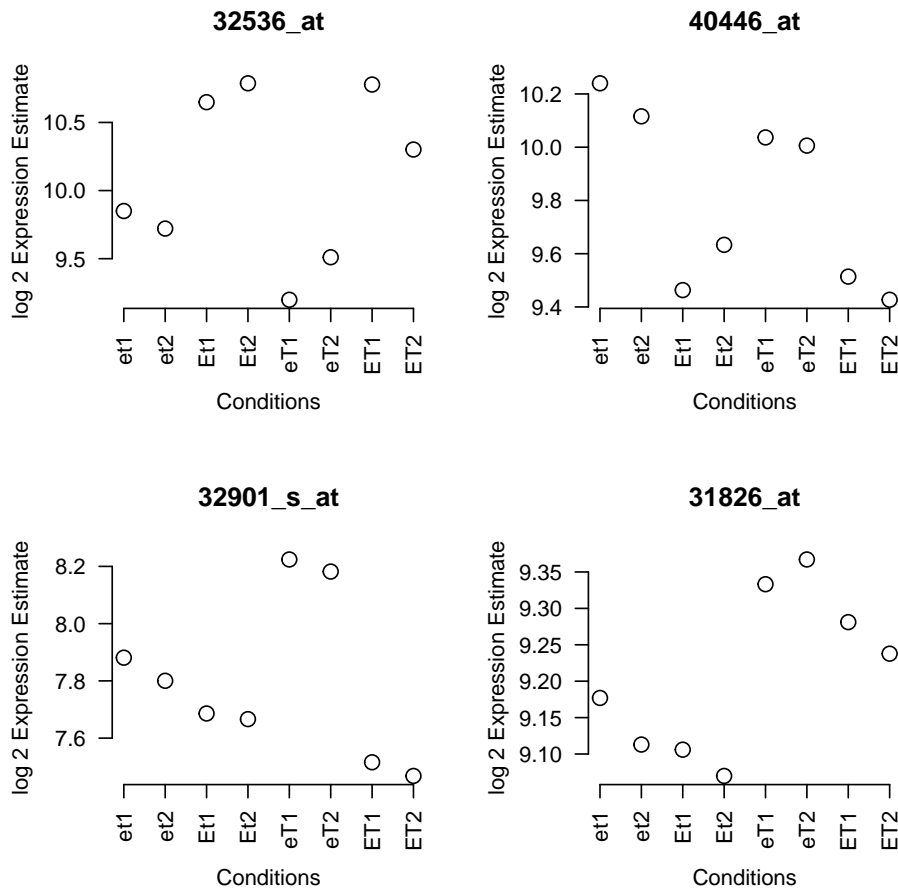 32536_at
log 2 Expression Estimate
10.5
10.0
9.5
et1 et2 Et1 Et2 eT1 eT2 ET1 ET2
Conditions
40446_at
log 2 Expression Estimate
10.2
10.0
9.8
9.6
9.4
et1 et2 Et1 Et2 eT1 eT2 ET1 ET2
Conditions
32901_s_at
log 2 Expression Estimate
8.2
8.0
7.8
7.6
et1 et2 Et1 Et2 eT1 eT2 ET1 ET2
Conditions
31826_at
log 2 Expression Estimate
9.35
9.30
9.25
9.20
9.15
9.10
et1 et2 Et1 Et2 eT1 eT2 ET1 ET2
Conditions